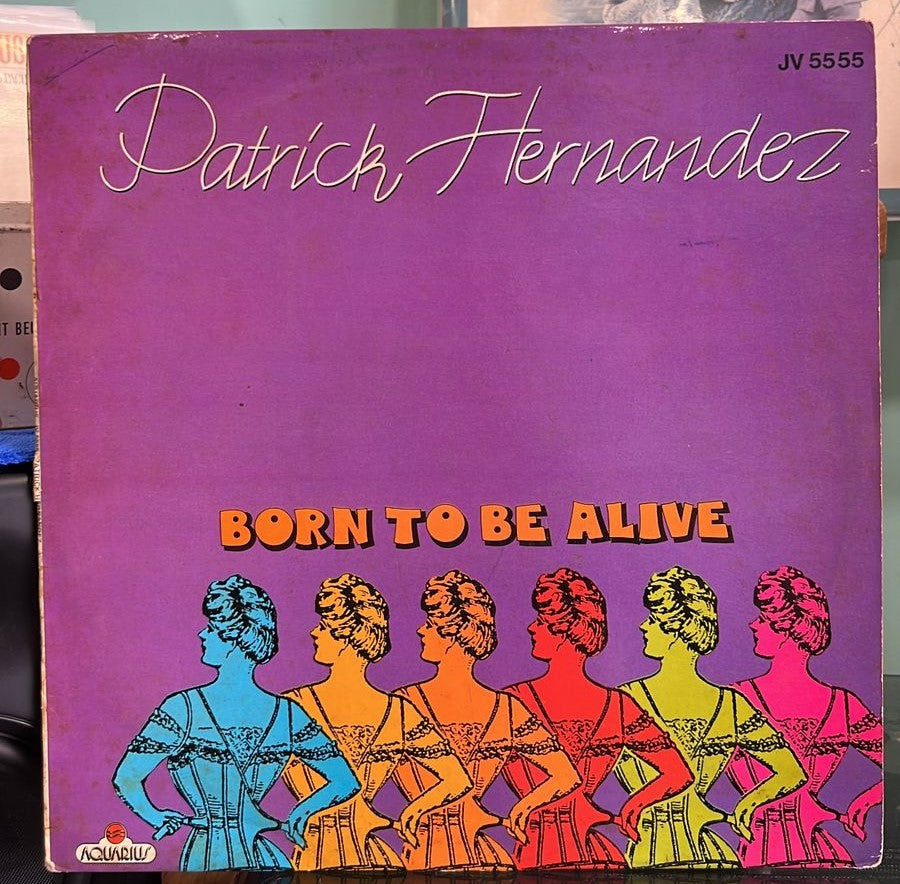 JV 5555
Patrick Hernandez
BORN TO BE ALIVE
AQUARIUS